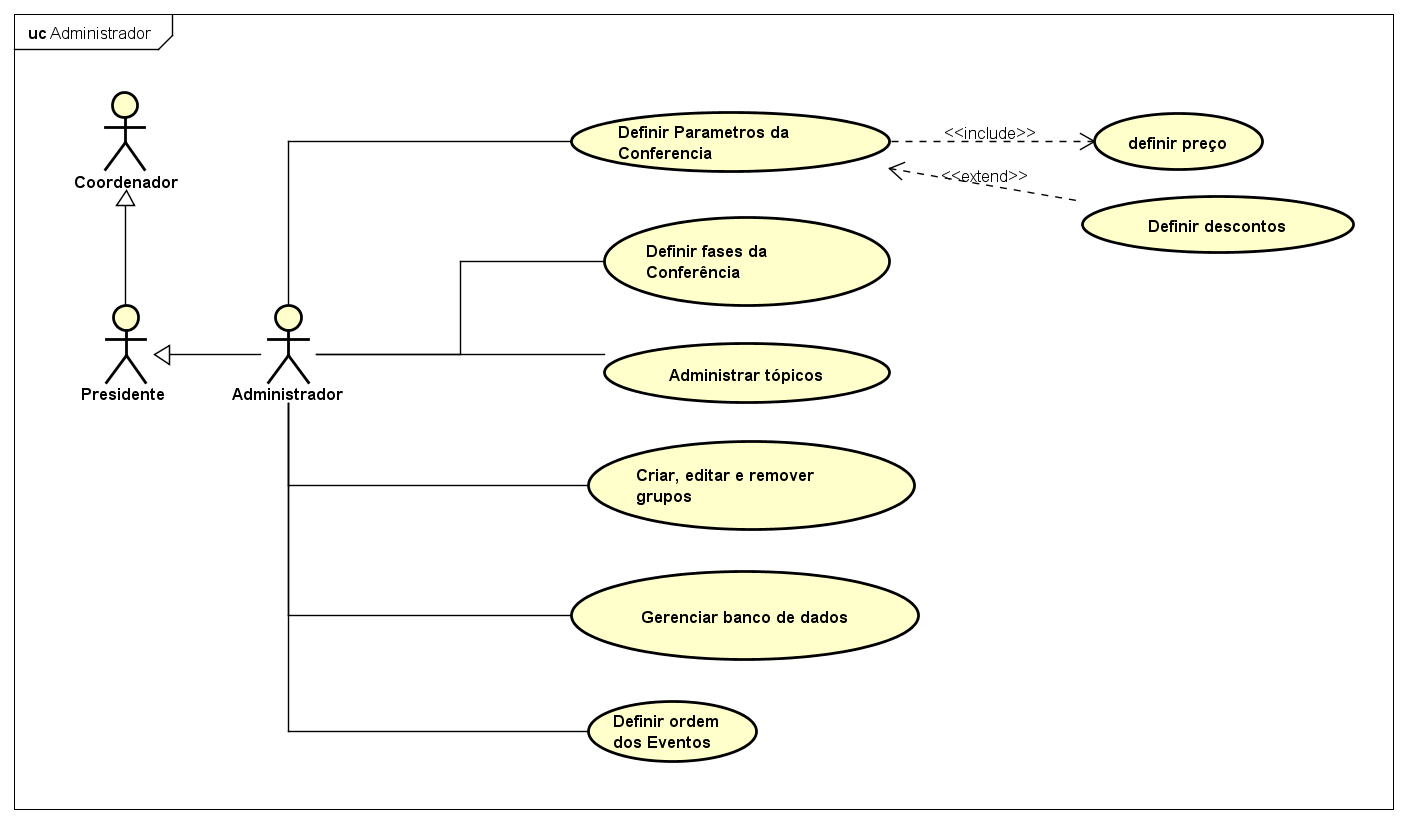 uc Administrador
Coordenador
Presidente
Administrador
Definir Parametros da
Conferencia
<<include>>
definir preço
<<extend>>
Definir descontos
Definir fases da
Conferência
Administrar tópicos
Criar, editar e remover
grupos
Gerenciar banco de dados
Definir ordem
dos Eventos